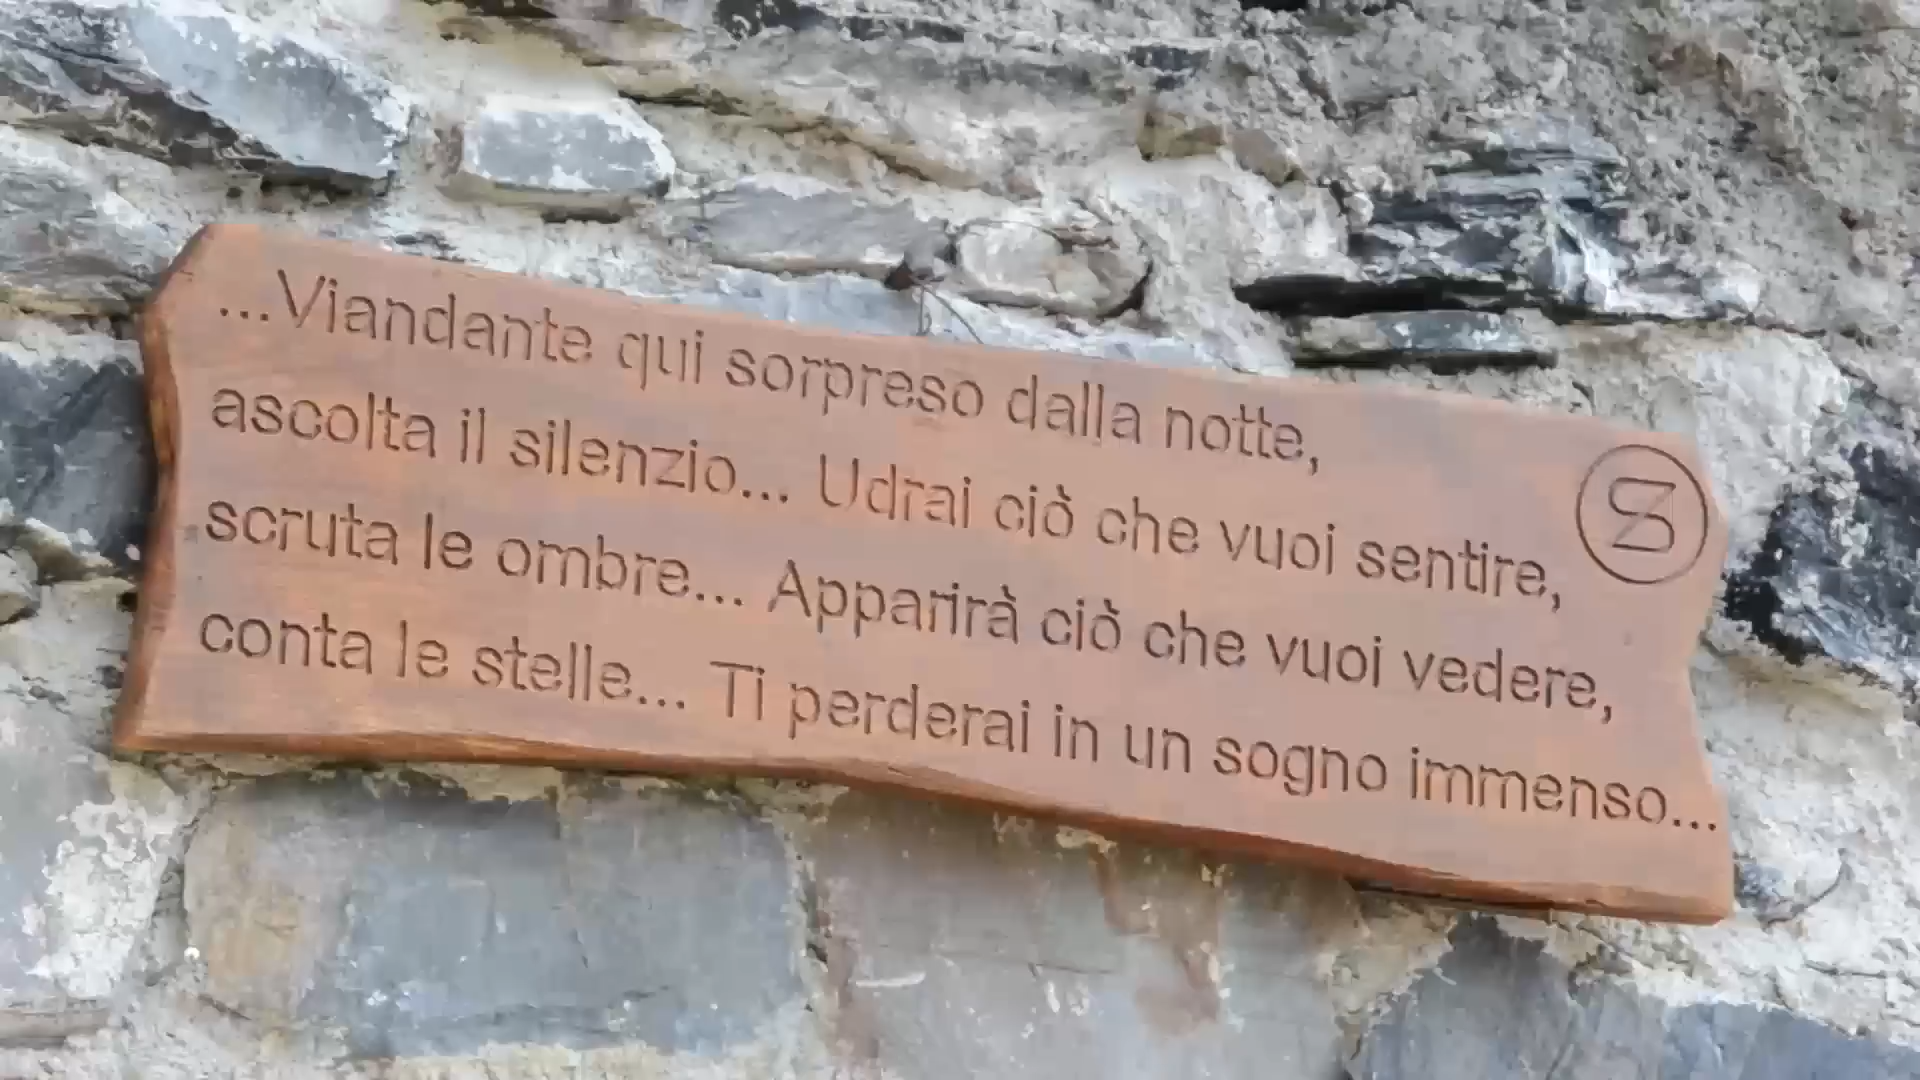 ...Viandante qui sorpreso dalla notte,
ascolta il silenzio... Udrai ciò che vuoi sentire,
scruta le ombre... Apparirà ciò che vuoi vedere,
conta le stelle... Ti perderai in un sogno immenso...